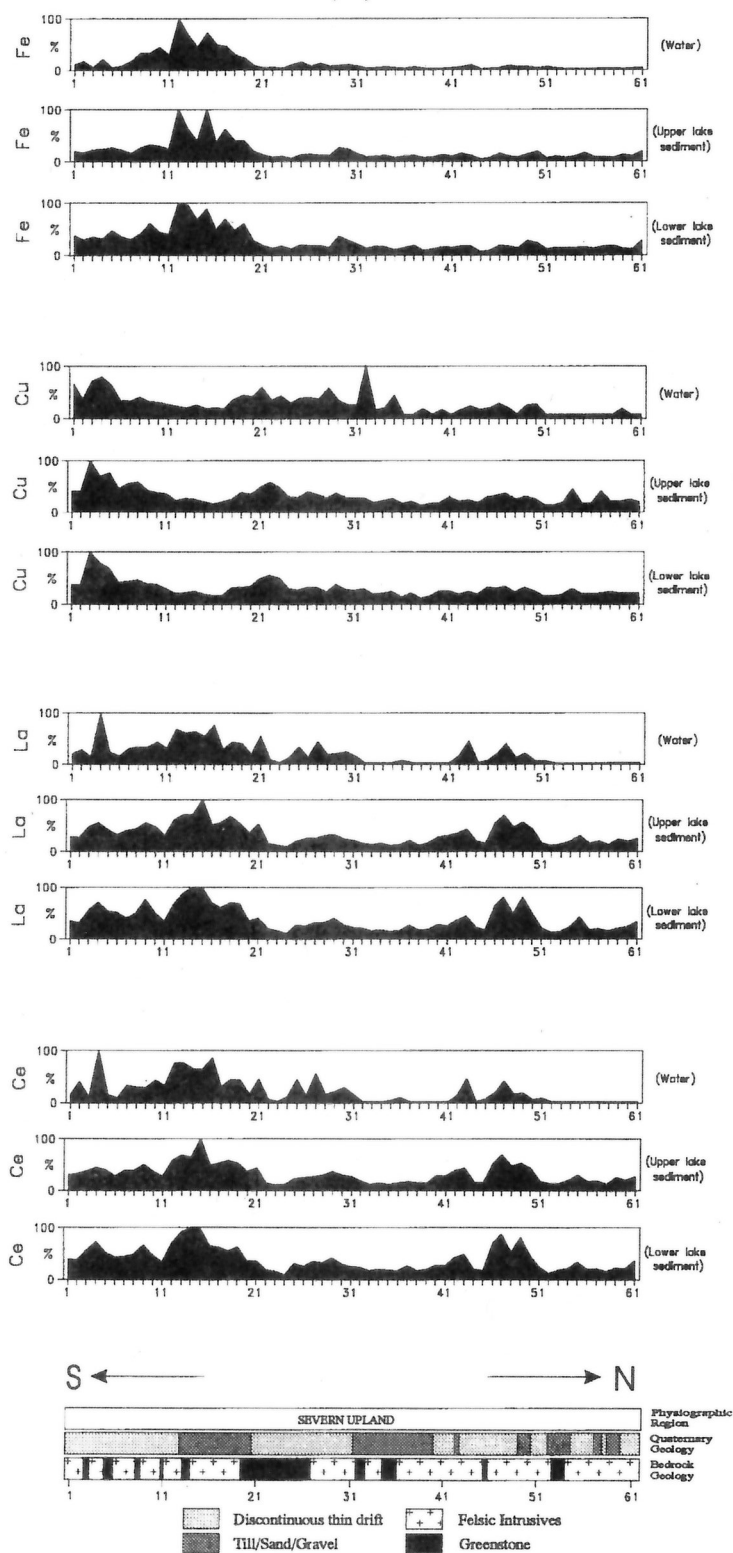 Fe % 100 0 (Water)
1 11 21 31 41 51 61
Fe % 100 0 (Upper lake sediment)
1 11 21 31 41 51 61
Fe % 100 0 (Lower lake sediment)
1 11 21 31 41 51 61
Cu % 100 0 (Water)
1 11 21 31 41 51 61
Cu % 100 0 (Upper lake sediment)
1 11 21 31 41 51 61
Cu % 100 0 (Lower lake sediment)
1 11 21 31 41 51 61
La % 100 0 (Water)
1 11 21 31 41 51 61
La % 100 0 (Upper lake sediment)
1 11 21 31 41 51 61
La % 100 0 (Lower lake sediment)
1 11 21 31 41 51 61
Ce % 100 0 (Water)
1 11 21 31 41 51 61
Ce % 100 0 (Upper lake sediment)
1 11 21 31 41 51 61
Ce % 100 0 (Lower lake sediment)
1 11 21 31 41 51 61
S N
SEVERN UPLAND
Physiographic
Region
Quaternary
Geology
Bedrock
Geology
1 11 21 31 41 51 61
Discontinuous thin drift
Felsic Intrusives
Till/Sand/Gravel
Greenstone